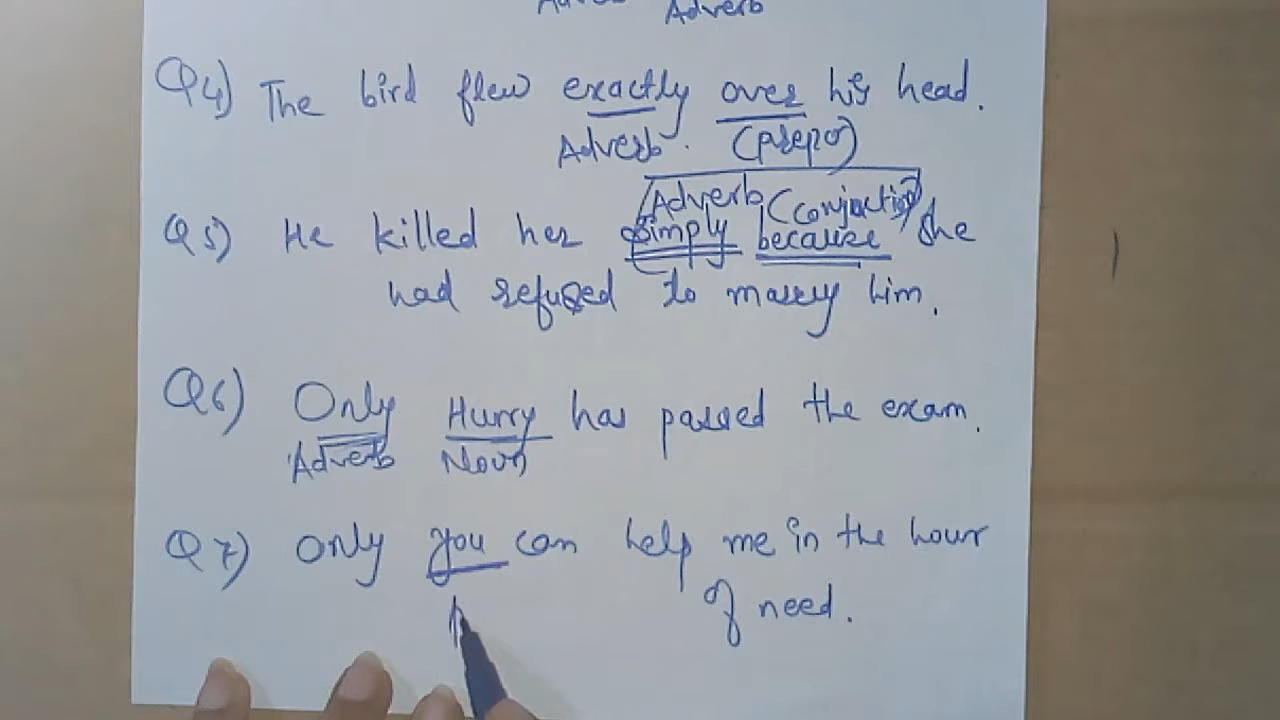 Adverb Adverb
Q4) The bird flew exactly over his head.
Adverb. (prepo)
Adverb (conjuctio)
Q5) He killed her simply because she
had refused to marry him.
Q6) Only Hurry has passed the exam.
Adverb Noun
Q7) Only you can help me in the hour
of need.